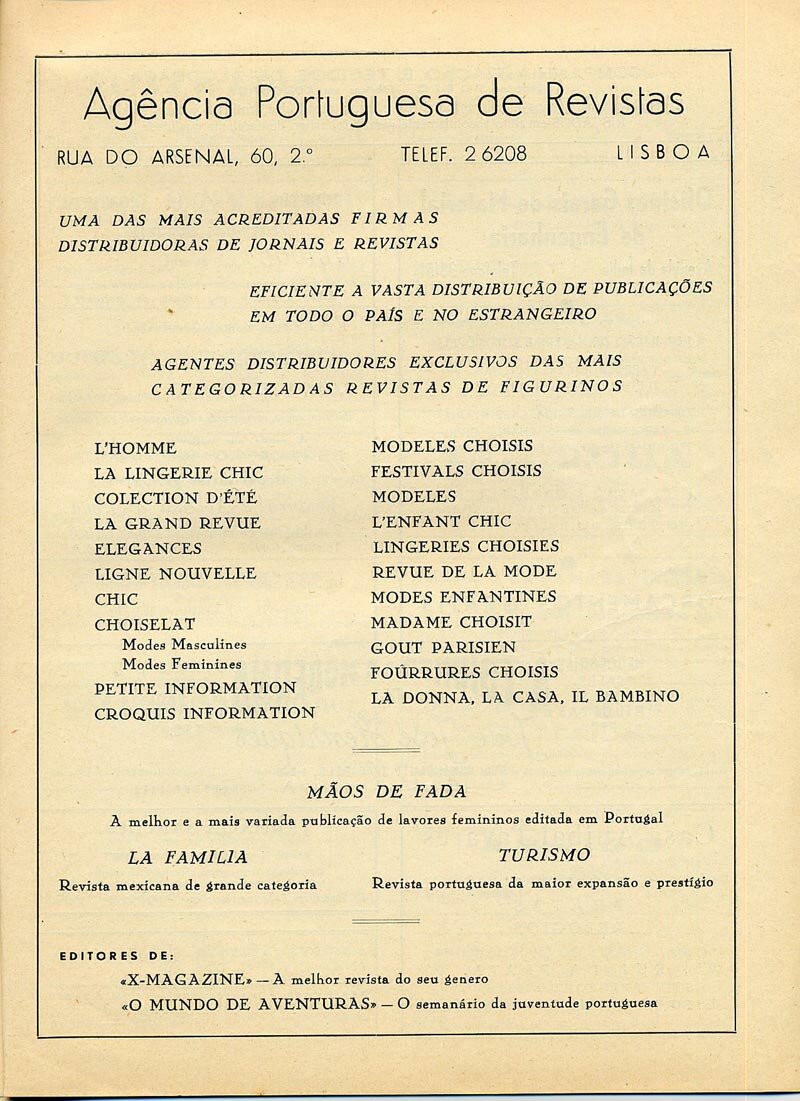 Agência Portuguesa de Revistas
RUA DO ARSENAL, 60, 2.º TELEF. 2 6208 LISBOA
UMA DAS MAIS ACREDITADAS FIRMAS
DISTRIBUIDORAS DE JORNAIS E REVISTAS
EFICIENTE A VASTA DISTRIBUIÇÃO DE PUBLICAÇÕES
EM TODO O PAÍS E NO ESTRANGEIRO
AGENTES DISTRIBUIDORES EXCLUSIVOS DAS MAIS
CATEGORIZADAS REVISTAS DE FIGURINOS
L'HOMME
LA LINGERIE CHIC
COLECTION D'ÉTÉ
LA GRAND REVUE
ELEGANCES
LIGNE NOUVELLE
CHIC
CHOISELAT
Modes Masculines
Modes Feminines
PETITE INFORMATION
CROQUIS INFORMATION
MODELES CHOISIS
FESTIVALS CHOISIS
MODELES
L'ENFANT CHIC
LINGERIES CHOISIES
REVUE DE LA MODE
MODES ENFANTINES
MADAME CHOISIT
GOUT PARISIEN
FOÛRRURES CHOISIS
LA DONNA, LA CASA, IL BAMBINO
MÃOS DE FADA
A melhor e a mais variada publicação de lavores femininos editada em Portugal
LA FAMILIA
Revista mexicana de grande categoria
TURISMO
Revista portuguesa da maior expansão e prestígio
EDITORES DE:
«X-MAGAZINE» — A melhor revista do seu genero
«O MUNDO DE AVENTURAS» — O semanário da juventude portuguesa